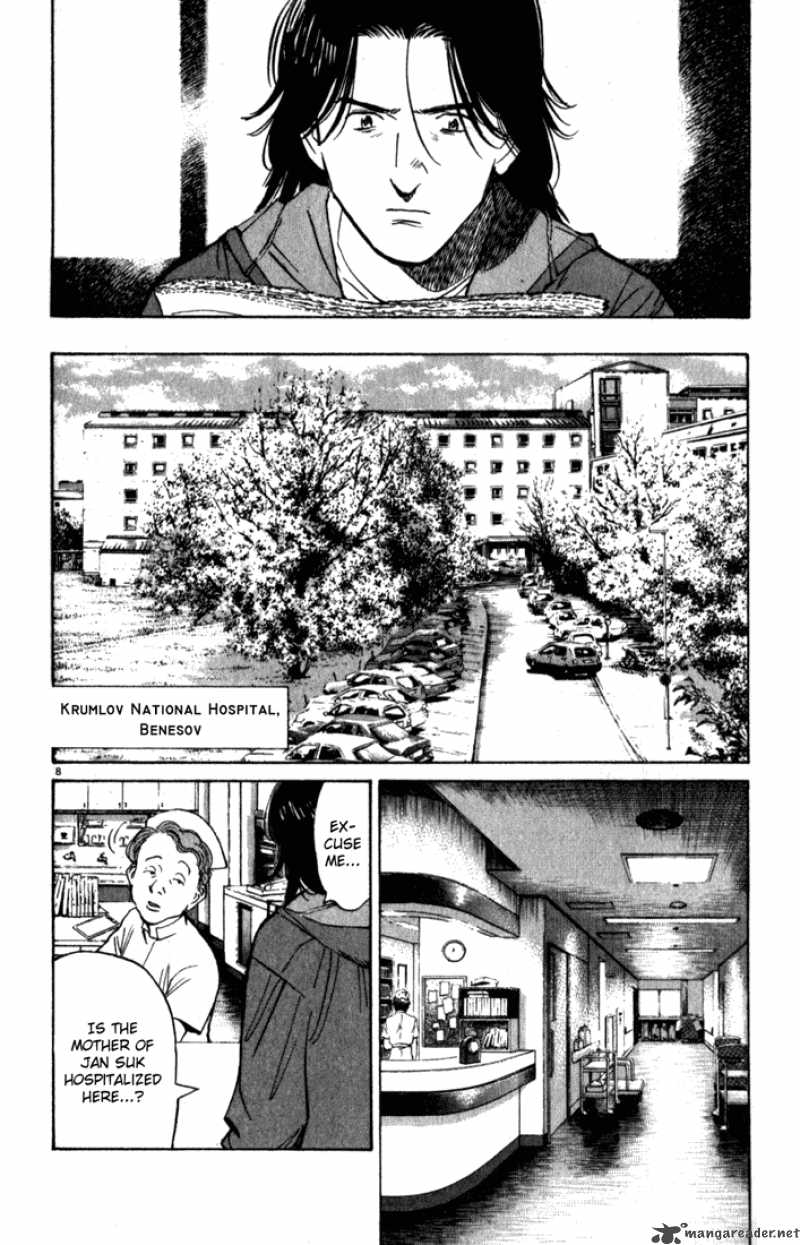 KRUMLOV NATIONAL HOSPITAL,
BENESOV
8
EX-
CUSE
ME...
IS THE
MOTHER OF
JAN SUK
HOSPITALIZED
HERE...?
mangareader.net